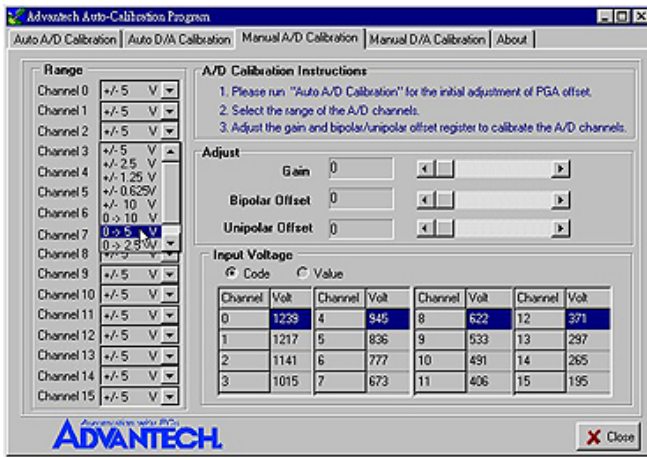 Advantech Auto-Calibration Program
Auto A/D Calibration Auto D/A Calibration Manual A/D Calibration Manual D/A Calibration About
Range
Channel 0 +/- 5 V
Channel 1 +/- 5 V
Channel 2 +/- 5 V
Channel 3 +/- 5 V
+/- 2.5 V
Channel 4 +/- 1.25 V
Channel 5 +/- 0.625V
+/- 10 V
Channel 6 0 -> 10 V
Channel 7 0 -> 5 V
0 -> 2.5 V
Channel 8 +/- 5 V
Channel 9 +/- 5 V
Channel 10 +/- 5 V
Channel 11 +/- 5 V
Channel 12 +/- 5 V
Channel 13 +/- 5 V
Channel 14 +/- 5 V
Channel 15 +/- 5 V
A/D Calibration Instructions
1. Please run "Auto A/D Calibration" for the initial adjustment of PGA offset.
2. Select the range of the A/D channels.
3. Adjust the gain and bipolar/unipolar offset register to calibrate the A/D channels.
Adjust
Gain 0
Bipolar Offset 0
Unipolar Offset 0
Input Voltage
Code Value
Channel Volt Channel Volt Channel Volt Channel Volt
0 1239 4 945 8 622 12 371
1 1217 5 836 9 533 13 297
2 1141 6 777 10 491 14 265
3 1015 7 673 11 406 15 195
ADVANTECH.
Close